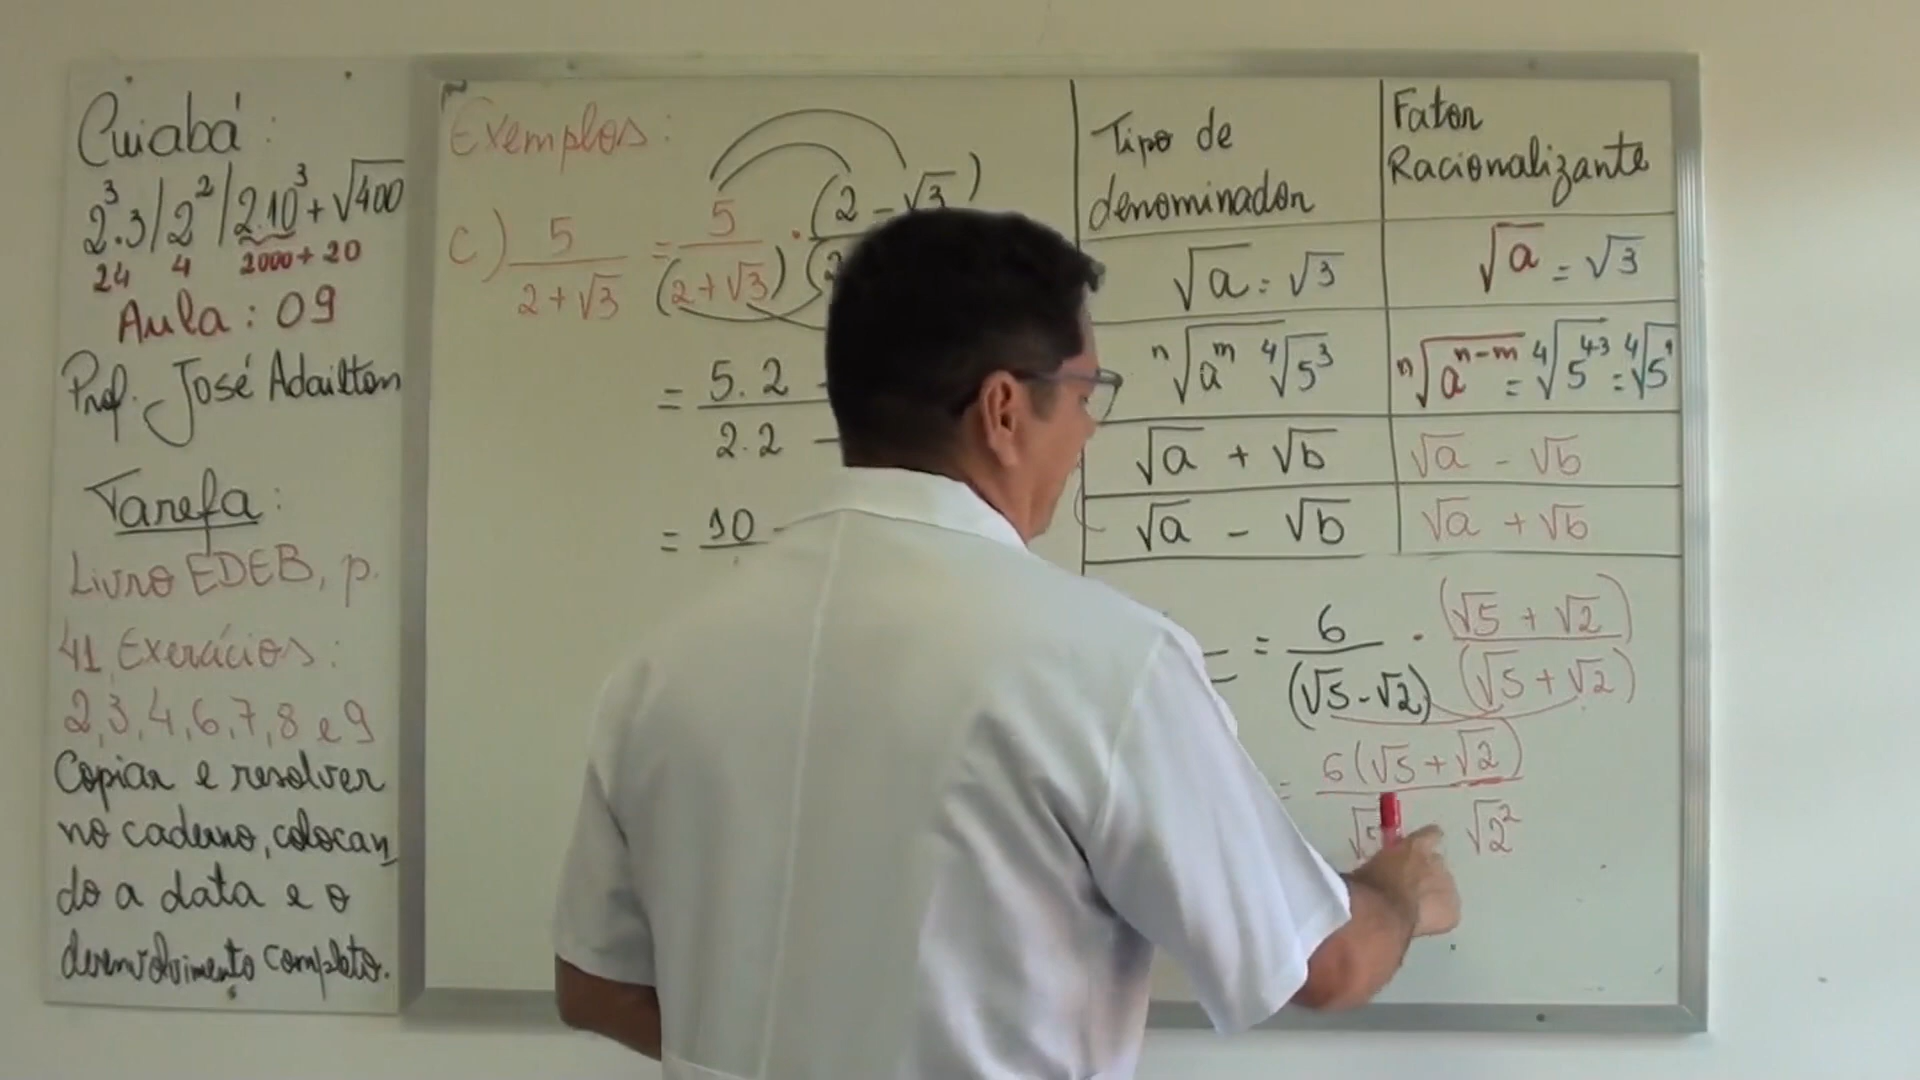 Cuiabá:
2³.3/2²/2.10³+√400
24 4 2000+20
Aula: 09
Prof. José Adailton
Tarefa:
Livro EDEB, p.
41, Exercícios:
2,3,4,6,7,8 e 9
Copiar e resolver
no caderno, colocan
do a data e o
desenvolvimento completo.
Exemplos:
c) 5/(2+√3) = 5/(2+√3) . (2-√3)/(2
= 5.2 -
2.2 -
= 10 -
Tipo de denominador
Fator Racionalizante
√a = √3
√a = √3
ⁿ√aᵐ ⁴√5³
ⁿ√aⁿ⁻ᵐ = ⁴√5⁴⁻³ = ⁴√5¹
√a + √b
√a - √b
√a - √b
√a + √b
= 6/(√5-√2) . (√5+√2)/(√5+√2)
= 6(√5+√2)
√5 √2²